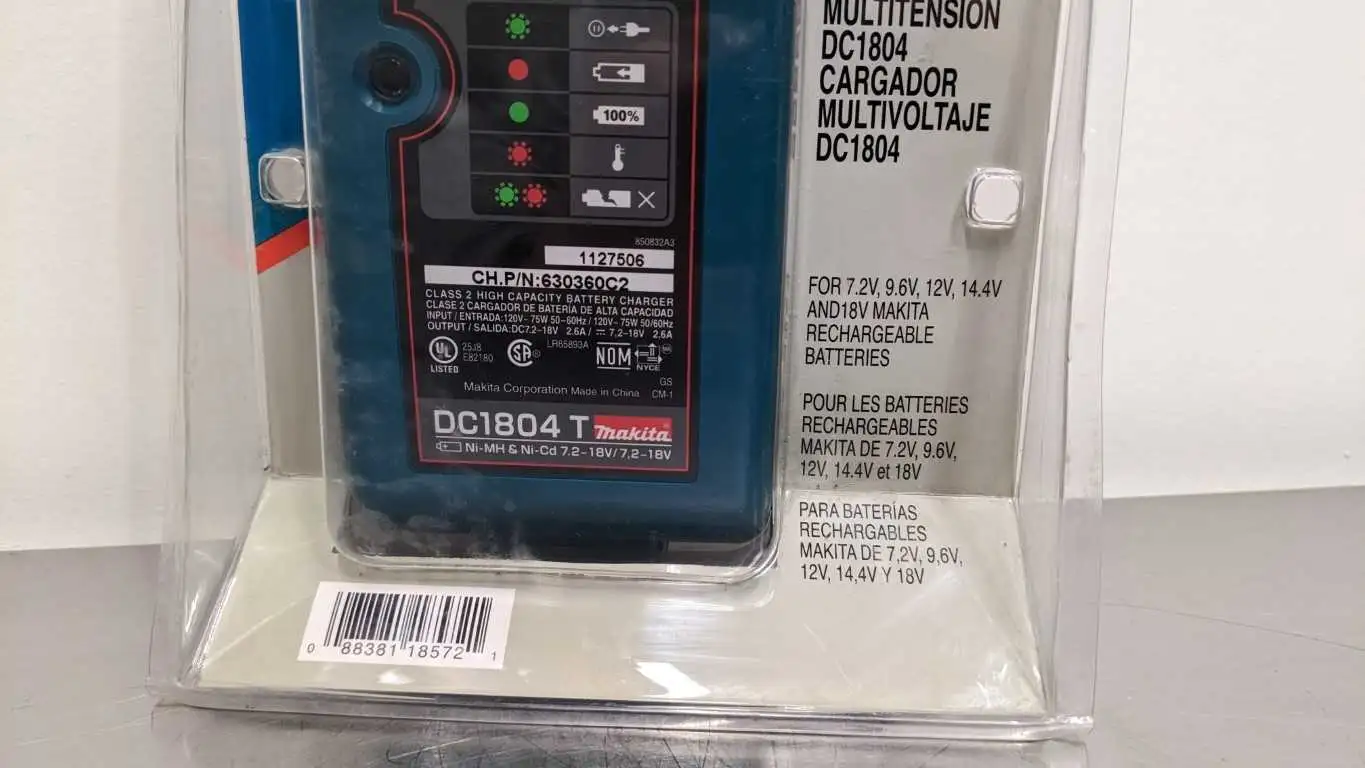 100%
850832A3
1127506
CH.P/N:630360C2
CLASS 2 HIGH CAPACITY BATTERY CHARGER
CLASE 2 CARGADOR DE BATERIA DE ALTA CAPACIDAD
INPUT / ENTRADA:120V~ 75W 50-60Hz / 120V~ 75W 50/60Hz
OUTPUT / SALIDA:DC7.2-18V 2.6A / ⎓ 7,2-18V 2,6A
UL
LISTED
25J8
E82180
SA
LR65893A
NOM
NYCE
GS
Makita Corporation Made in China CM-1
DC1804 T makita
Ni-MH & Ni-Cd 7.2-18V/ 7,2-18V
MULTITENSION
DC1804
CARGADOR
MULTIVOLTAJE
DC1804
FOR 7.2V, 9.6V, 12V, 14.4V
AND18V MAKITA
RECHARGEABLE
BATTERIES
POUR LES BATTERIES
RECHARGEABLES
MAKITA DE 7.2V, 9.6V,
12V, 14.4V et 18V
PARA BATERÍAS
RECHARGABLES
MAKITA DE 7,2V, 9,6V,
12V, 14,4V Y 18V
0 88381 18572 1